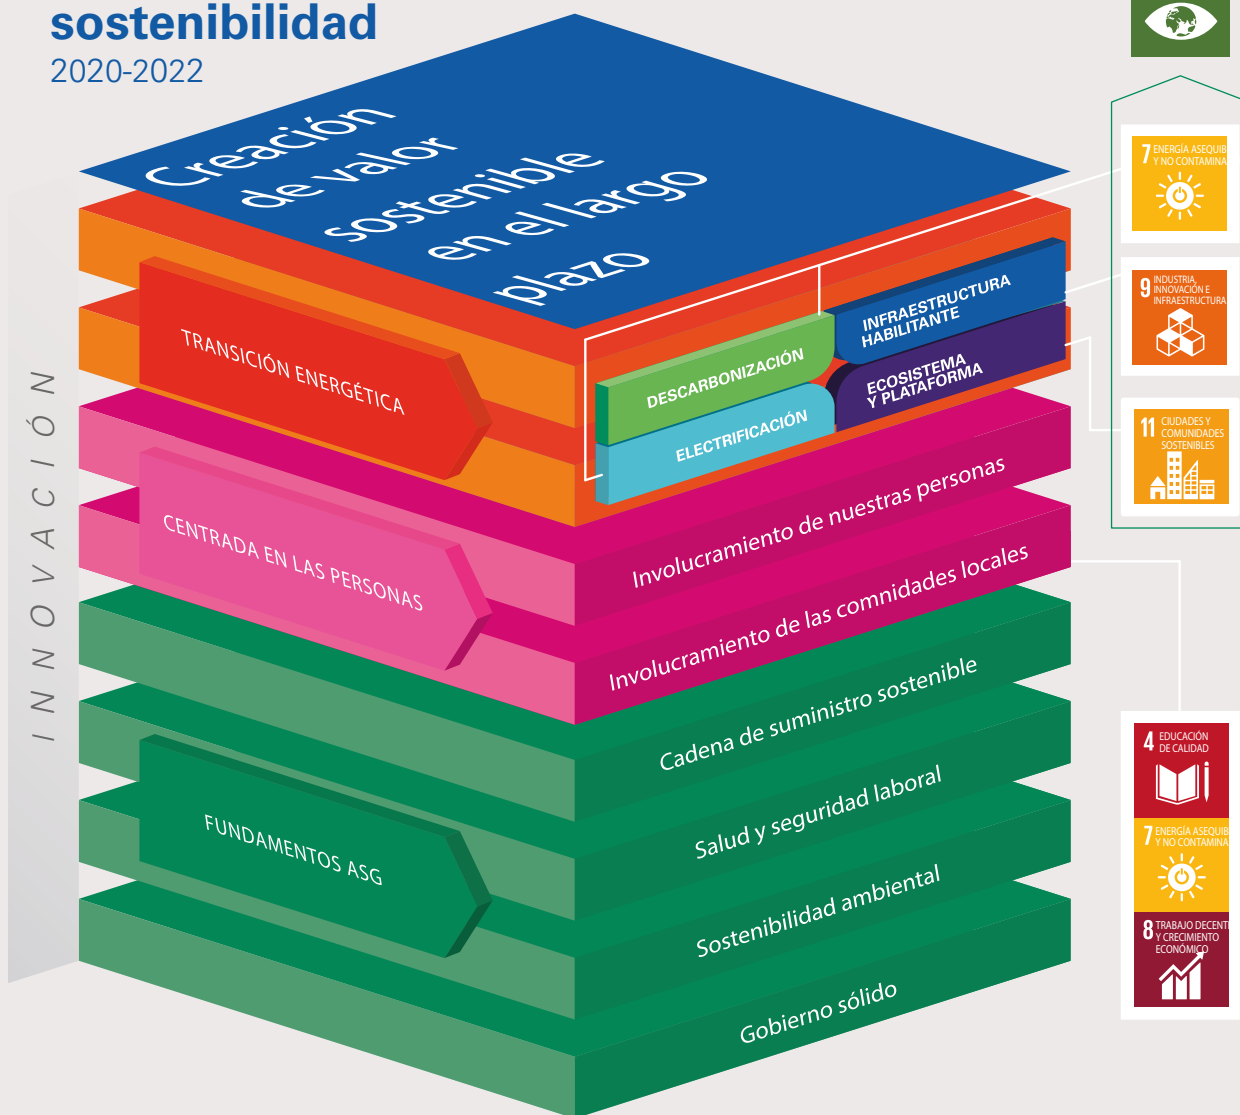 sostenibilidad
2020-2022
Creación
de valor
sostenible
en el largo
plazo
INNOVACIÓN
TRANSICIÓN ENERGÉTICA
DESCARBONIZACIÓN
ELECTRIFICACIÓN
INFRAESTRUCTURA
HABILITANTE
ECOSISTEMA
Y PLATAFORMA
CENTRADA EN LAS PERSONAS
Involucramiento de nuestras personas
Involucramiento de las comnidades locales
FUNDAMENTOS ASG
Cadena de suministro sostenible
Salud y seguridad laboral
Sostenibilidad ambiental
Gobierno sólido
7 ENERGÍA ASEQUIB
Y NO CONTAMINA
9 INDUSTRIA,
INNOVACIÓN E
INFRAESTRUCTURA
11 CIUDADES Y
COMUNIDADES
SOSTENIBLES
4 EDUCACIÓN
DE CALIDAD
7 ENERGÍA ASEQUIB
Y NO CONTAMINA
8 TRABAJO DECENT
Y CRECIMIENTO
ECONÓMICO